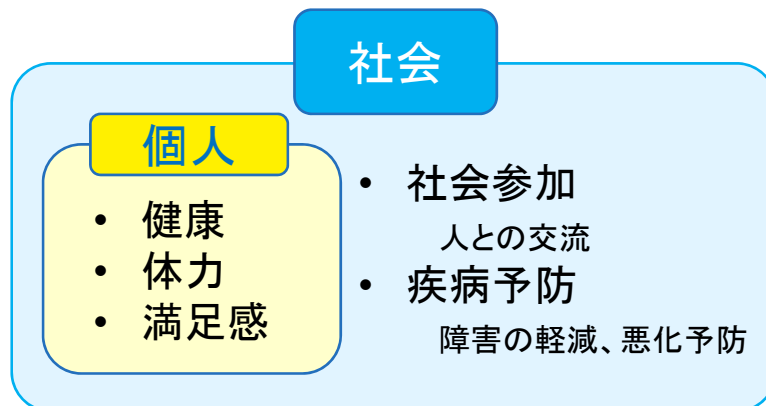 社会
個人
• 健康
• 体力
• 満足感
• 社会参加
人との交流
• 疾病予防
障害の軽減、悪化予防